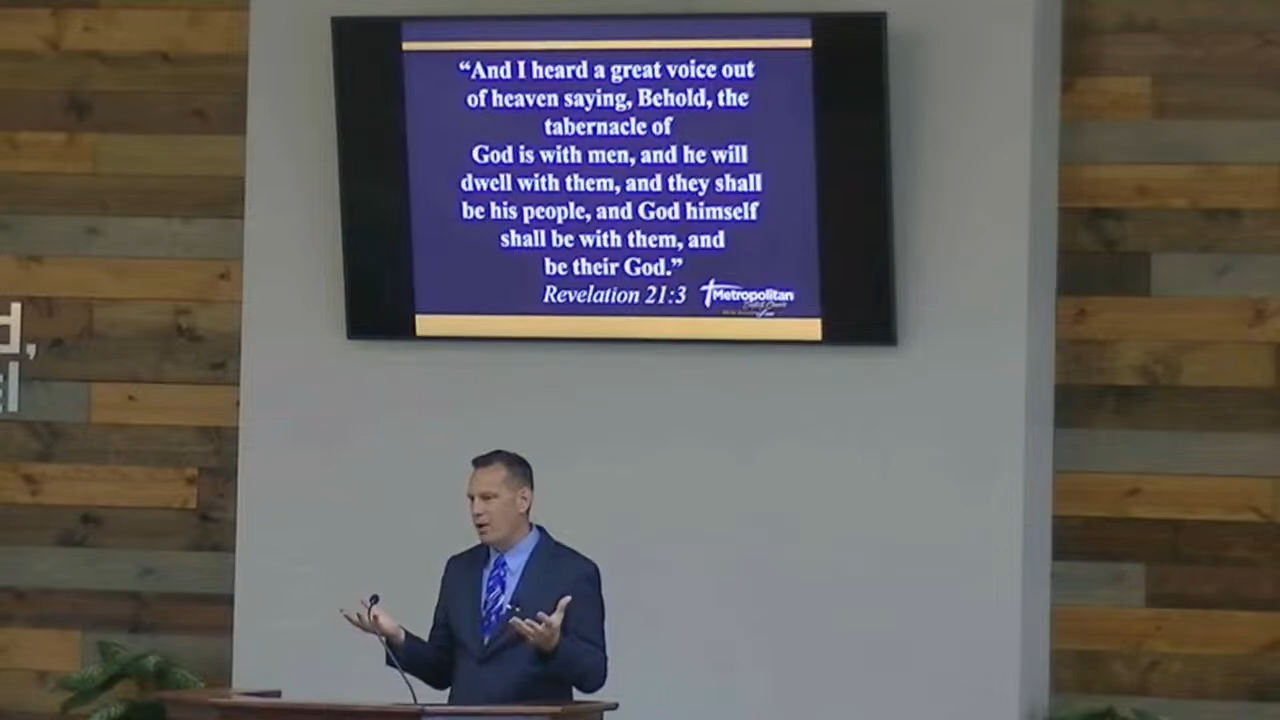 “And I heard a great voice out
of heaven saying, Behold, the
tabernacle of
God is with men, and he will
dwell with them, and they shall
be his people, and God himself
shall be with them, and
be their God.”
Revelation 21:3
Metropolitan
d,
el